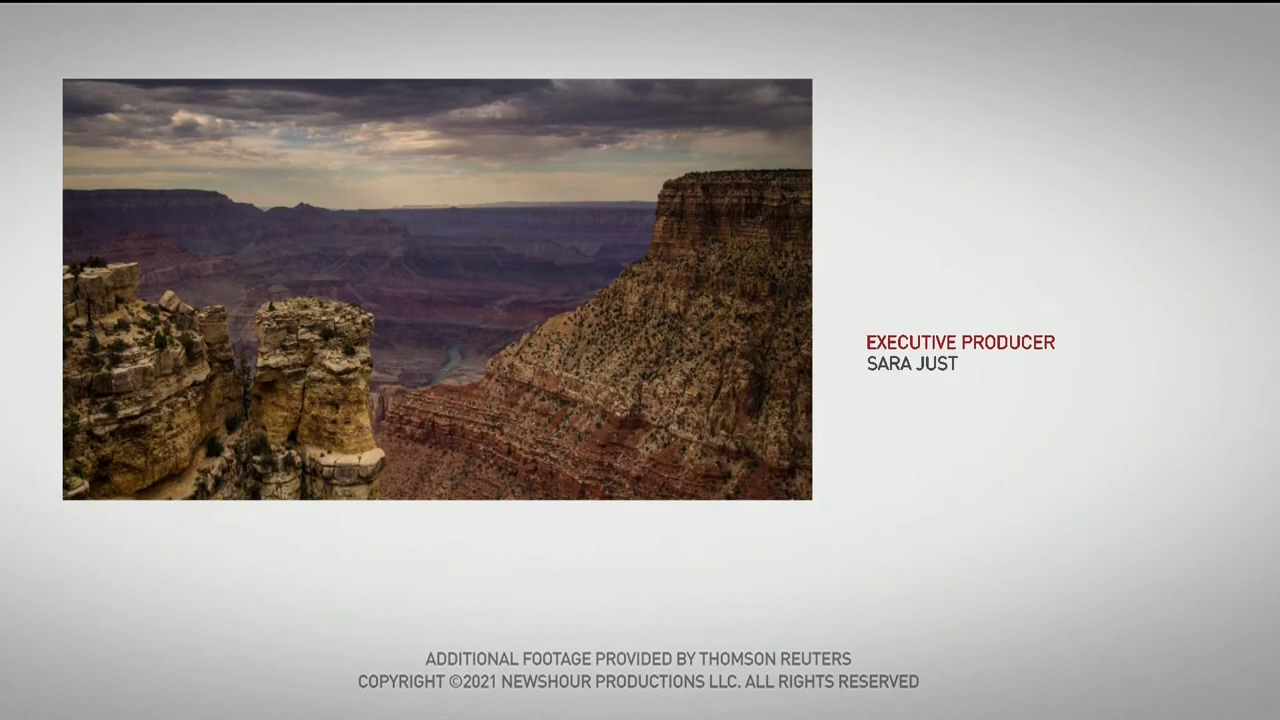 EXECUTIVE PRODUCER
SARA JUST
ADDITIONAL FOOTAGE PROVIDED BY THOMSON REUTERS
COPYRIGHT ©2021 NEWSHOUR PRODUCTIONS LLC. ALL RIGHTS RESERVED